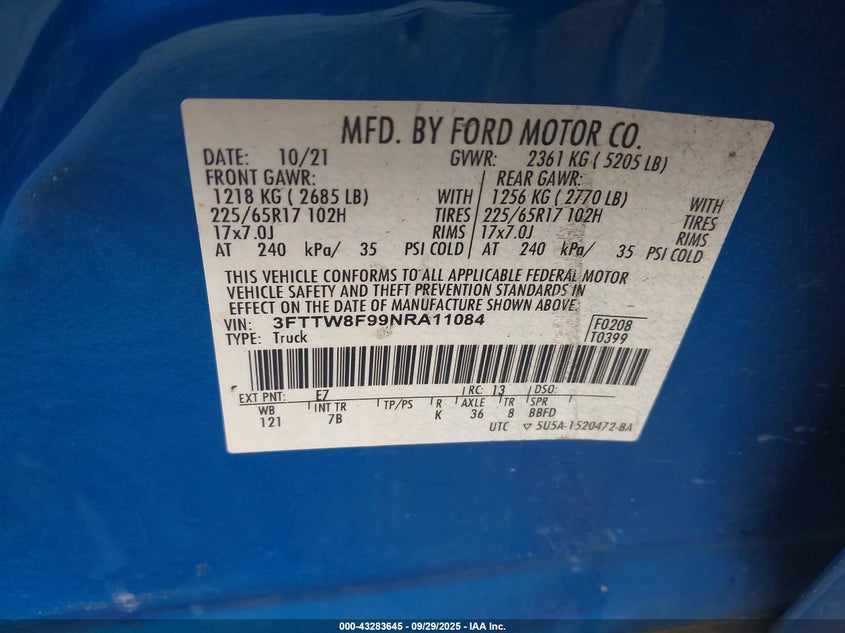 MFD. BY FORD MOTOR CO.
DATE: 10/21 GVWR: 2361 KG ( 5205 LB)
FRONT GAWR: REAR GAWR:
1218 KG ( 2685 LB) WITH 1256 KG ( 2770 LB) WITH
225/65R17 102H TIRES 225/65R17 102H TIRES
17x7.0J RIMS 17x7.0J RIMS
AT 240 kPa/ 35 PSI COLD AT 240 kPa/ 35 PSI COLD
THIS VEHICLE CONFORMS TO ALL APPLICABLE FEDERAL MOTOR
VEHICLE SAFETY AND THEFT PREVENTION STANDARDS IN
EFFECT ON THE DATE OF MANUFACTURE SHOWN ABOVE.
VIN: 3FTTW8F99NRA11084 F0208
TYPE: Truck T0399
EXT PNT: E7 RC: 13 DSO:
WB INT TR TP/PS R AXLE TR SPR
121 7B K 36 8 BBFD
UTC ▽ 5U5A-1520472-BA
000-43283645 - 09/29/2025 - IAA Inc.